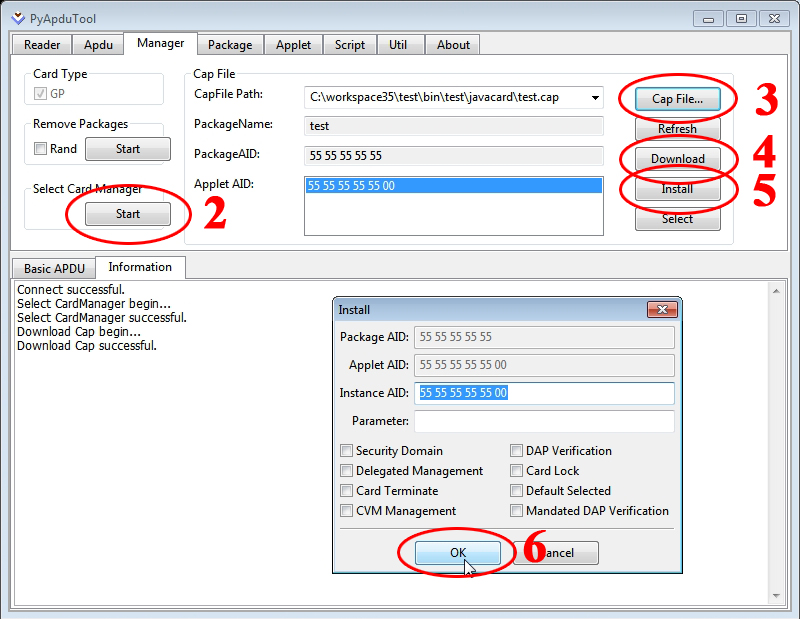 PyApduTool
Reader Apdu Manager Package Applet Script Util About
Card Type
GP
Remove Packages
Rand Start
Select Card Manager
Start 2
Cap File
CapFile Path: C:\workspace35\test\bin\test\javacard\test.cap
PackageName: test
PackageAID: 55 55 55 55 55
Applet AID: 55 55 55 55 55 00
Cap File... 3
Refresh
Download 4
Install 5
Select
Basic APDU Information
Connect successful.
Select CardManager begin...
Select CardManager successful.
Download Cap begin...
Download Cap successful.
Install
Package AID: 55 55 55 55 55
Applet AID: 55 55 55 55 55 00
Instance AID: 55 55 55 55 55 00
Parameter:
Security Domain DAP Verification
Delegated Management Card Lock
Card Terminate Default Selected
CVM Management Mandated DAP Verification
OK 6 Cancel